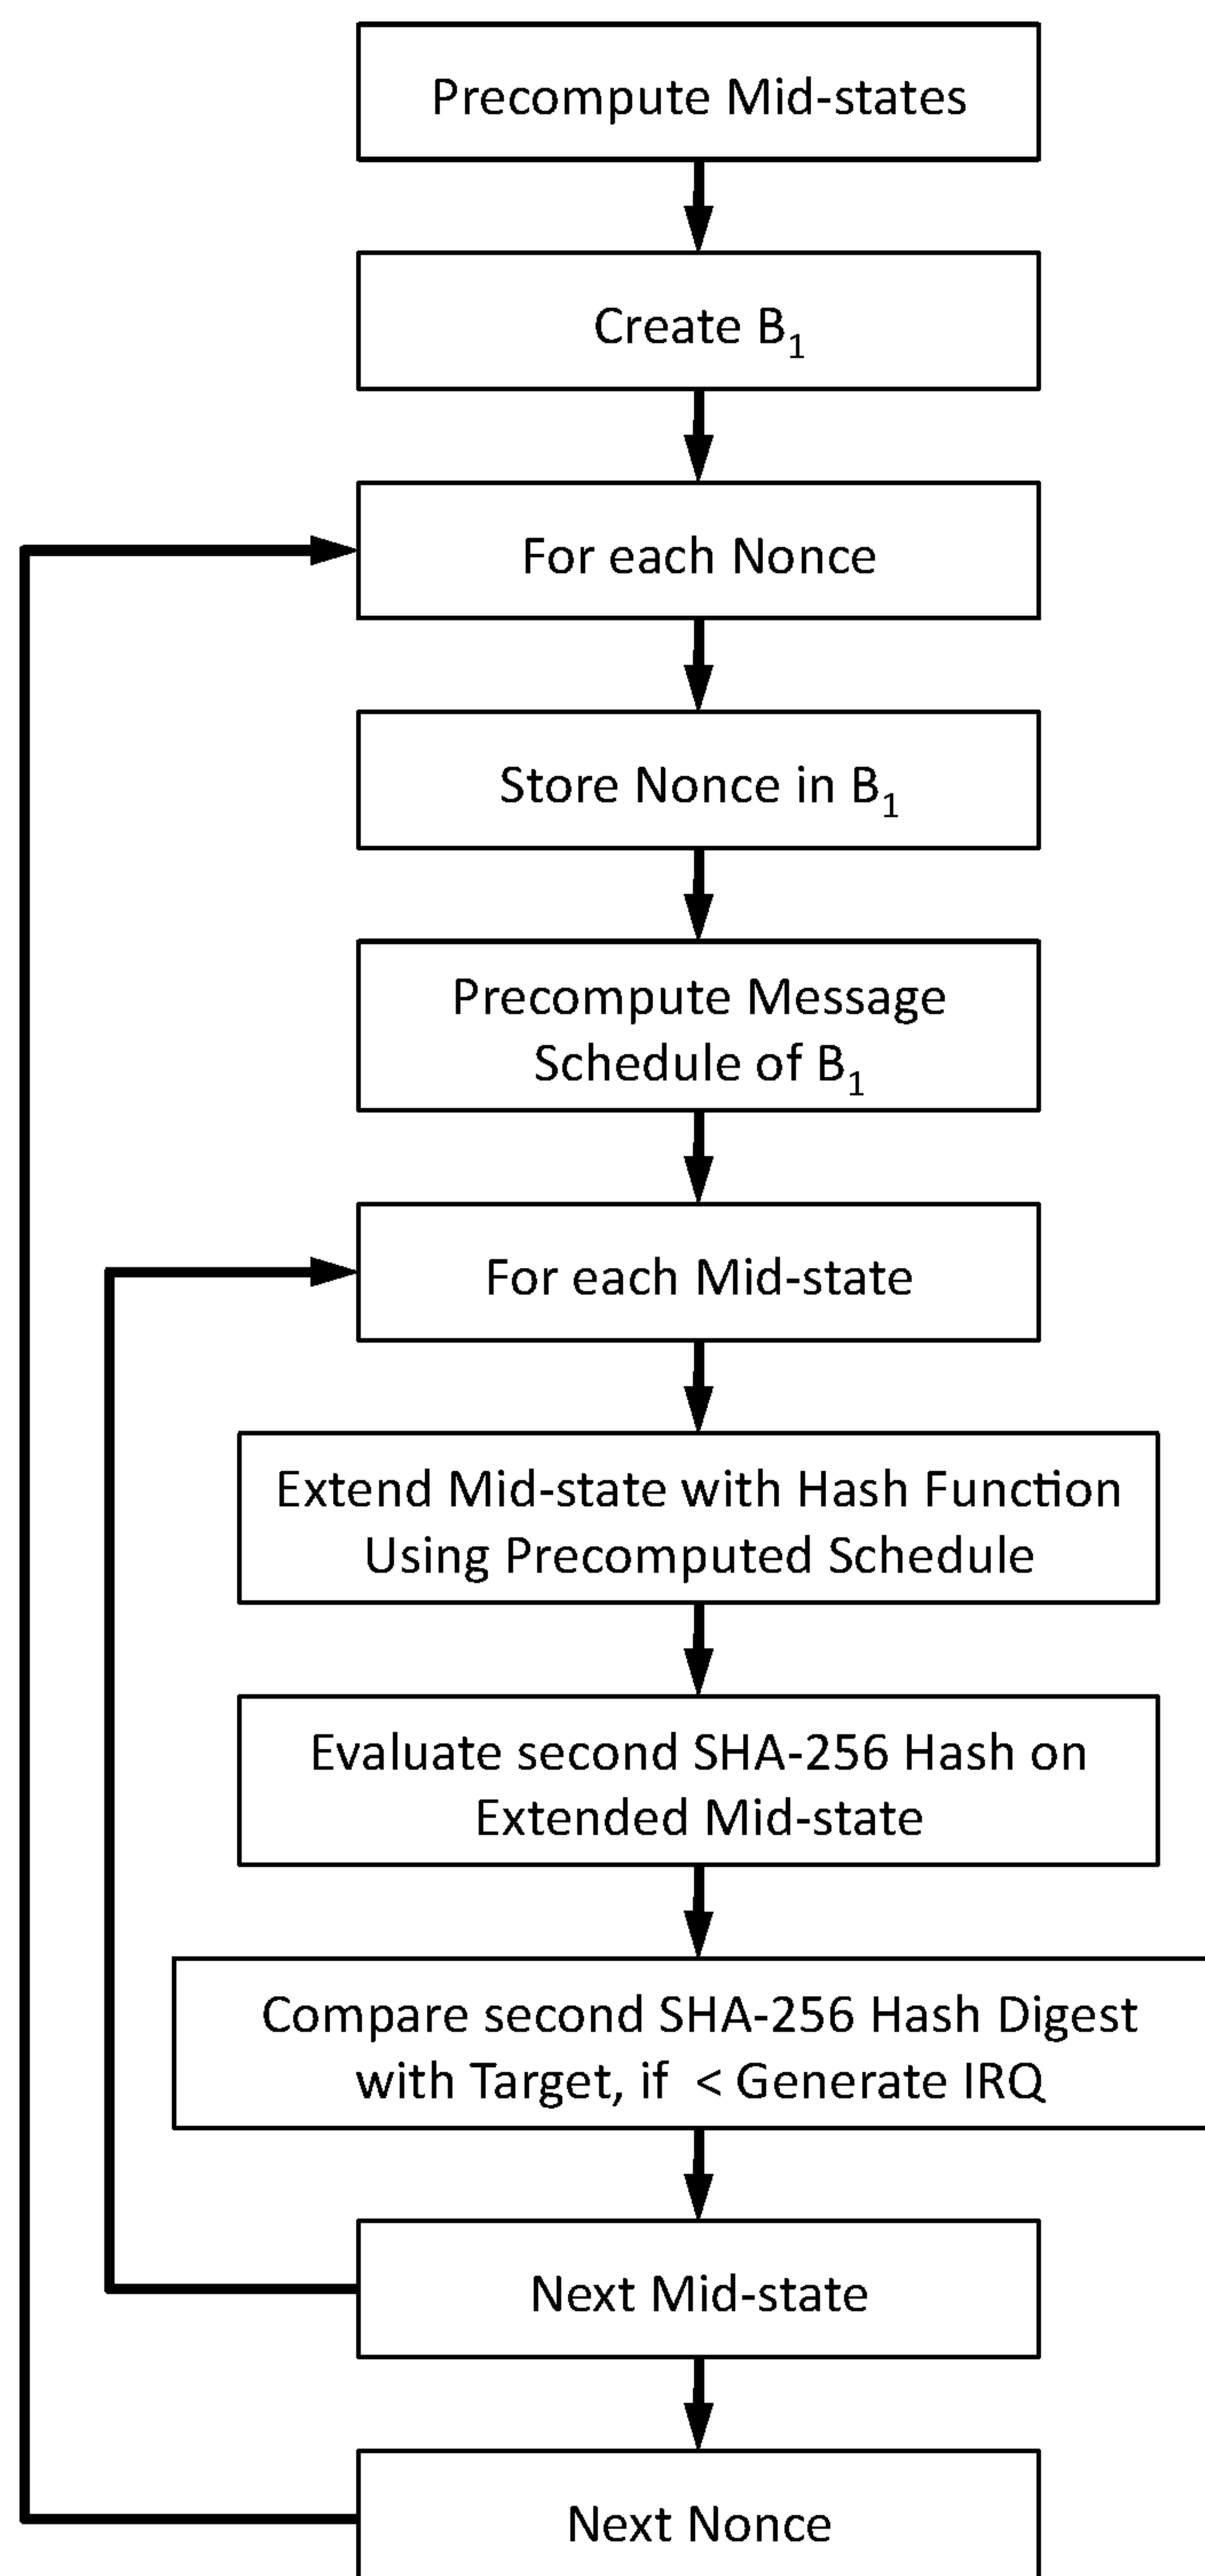 Precompute Mid-states
Create B₁
For each Nonce
Store Nonce in B₁
Precompute Message
Schedule of B₁
For each Mid-state
Extend Mid-state with Hash Function
Using Precomputed Schedule
Evaluate second SHA-256 Hash on
Extended Mid-state
Compare second SHA-256 Hash Digest
with Target, if < Generate IRQ
Next Mid-state
Next Nonce